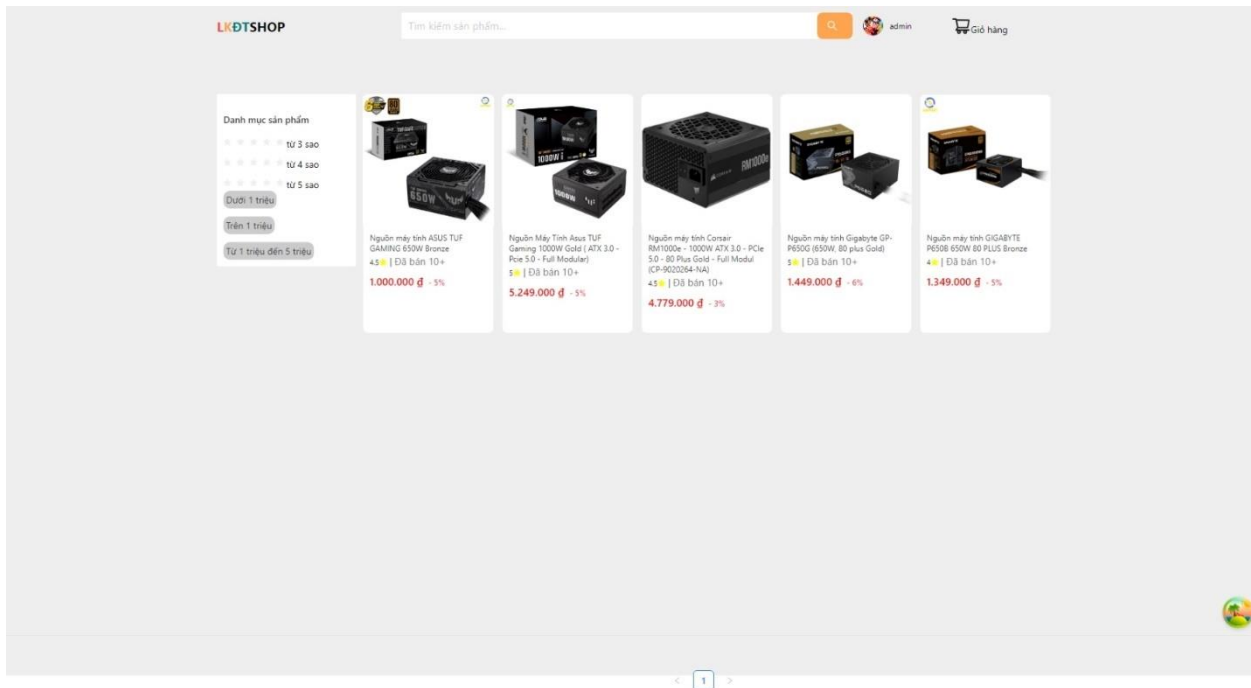 LKĐTSHOP
Tìm kiếm sản phẩm...
admin
Giỏ hàng
Danh mục sản phẩm
từ 3 sao
từ 4 sao
từ 5 sao
Dưới 1 triệu
Trên 1 triệu
Từ 1 triệu đến 5 triệu
650W
Nguồn máy tính ASUS TUF
GAMING 650W Bronze
4.5 | Đã bán 10+
1.000.000 ₫ - 5%
1000W
Nguồn Máy Tính Asus TUF
Gaming 1000W Gold ( ATX 3.0 -
Pcie 5.0 - Full Modular)
5 | Đã bán 10+
5.249.000 ₫ - 5%
RM1000e
Nguồn máy tính Corsair
RM1000e - 1000W ATX 3.0 - PCIe
5.0 - 80 Plus Gold - Full Modul
(CP-9020264-NA)
4.5 | Đã bán 10+
4.779.000 ₫ - 3%
Nguồn máy tính Gigabyte GP-
P650G (650W, 80 plus Gold)
5 | Đã bán 10+
1.449.000 ₫ - 6%
Nguồn máy tính GIGABYTE
P650B 650W 80 PLUS Bronze
4 | Đã bán 10+
1.349.000 ₫ - 5%
< 1 >